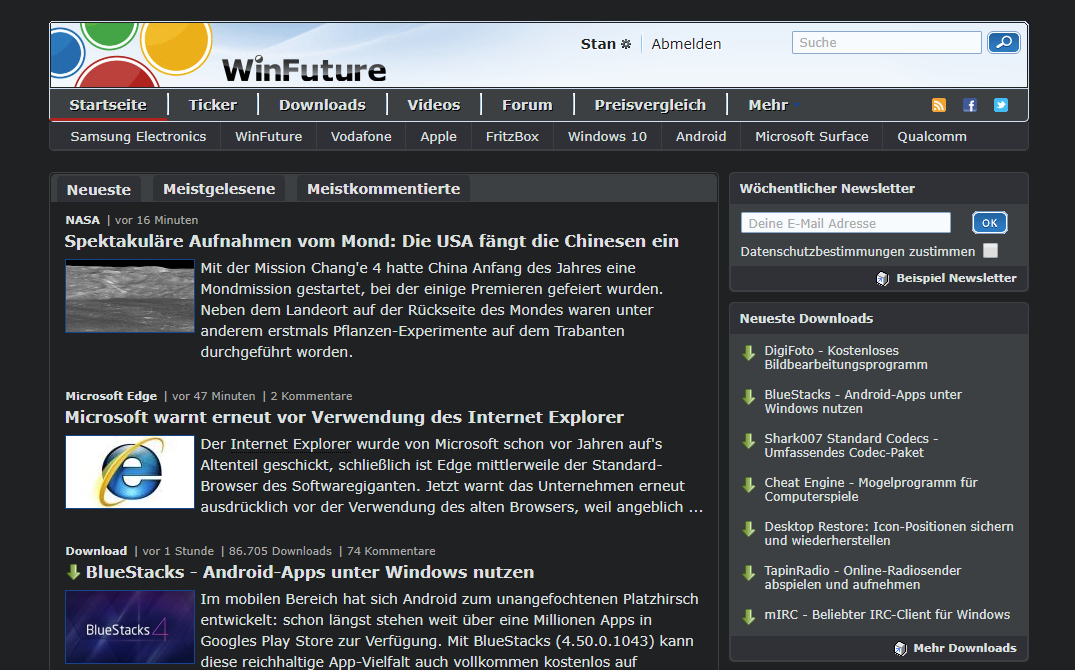 Stan
Abmelden
Suche
WinFuture
Startseite
Ticker
Downloads
Videos
Forum
Preisvergleich
Mehr
Samsung Electronics
WinFuture
Vodafone
Apple
FritzBox
Windows 10
Android
Microsoft Surface
Qualcomm
Neueste
Meistgelesene
Meistkommentierte
NASA | vor 16 Minuten
Spektakuläre Aufnahmen vom Mond: Die USA fängt die Chinesen ein
Mit der Mission Chang'e 4 hatte China Anfang des Jahres eine
Mondmission gestartet, bei der einige Premieren gefeiert wurden.
Neben dem Landeort auf der Rückseite des Mondes waren unter
anderem erstmals Pflanzen-Experimente auf dem Trabanten
durchgeführt worden.
Microsoft Edge | vor 47 Minuten | 2 Kommentare
Microsoft warnt erneut vor Verwendung des Internet Explorer
Der Internet Explorer wurde von Microsoft schon vor Jahren auf's
Altenteil geschickt, schließlich ist Edge mittlerweile der Standard-
Browser des Softwaregiganten. Jetzt warnt das Unternehmen erneut
ausdrücklich vor der Verwendung des alten Browsers, weil angeblich ...
Download | vor 1 Stunde | 86.705 Downloads | 74 Kommentare
BlueStacks - Android-Apps unter Windows nutzen
BlueStacks 4
Im mobilen Bereich hat sich Android zum unangefochtenen Platzhirsch
entwickelt: schon längst stehen weit über eine Millionen Apps in
Googles Play Store zur Verfügung. Mit BlueStacks (4.50.0.1043) kann
diese reichhaltige App-Vielfalt auch vollkommen kostenlos auf
Wöchentlicher Newsletter
Deine E-Mail Adresse
OK
Datenschutzbestimmungen zustimmen
Beispiel Newsletter
Neueste Downloads
DigiFoto - Kostenloses
Bildbearbeitungsprogramm
BlueStacks - Android-Apps unter
Windows nutzen
Shark007 Standard Codecs -
Umfassendes Codec-Paket
Cheat Engine - Mogelprogramm für
Computerspiele
Desktop Restore: Icon-Positionen sichern
und wiederherstellen
TapinRadio - Online-Radiosender
abspielen und aufnehmen
mIRC - Beliebter IRC-Client für Windows
Mehr Downloads